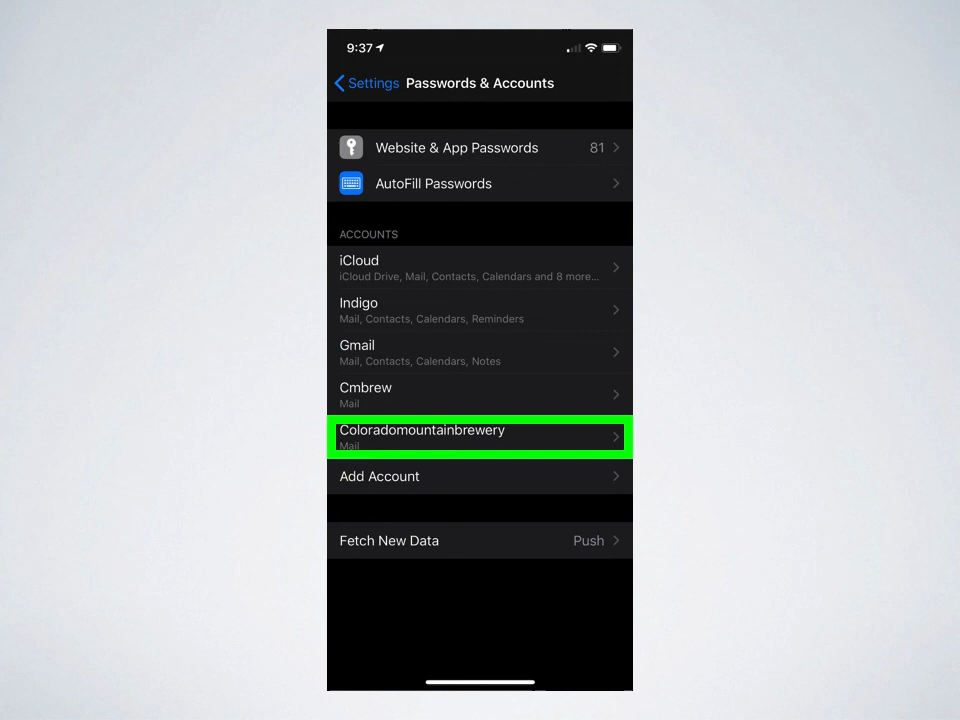 9:37
Settings Passwords & Accounts
Website & App Passwords 81
AutoFill Passwords
ACCOUNTS
iCloud
iCloud Drive, Mail, Contacts, Calendars and 8 more...
Indigo
Mail, Contacts, Calendars, Reminders
Gmail
Mail, Contacts, Calendars, Notes
Cmbrew
Mail
Coloradomountainbrewery
Mail
Add Account
Fetch New Data Push